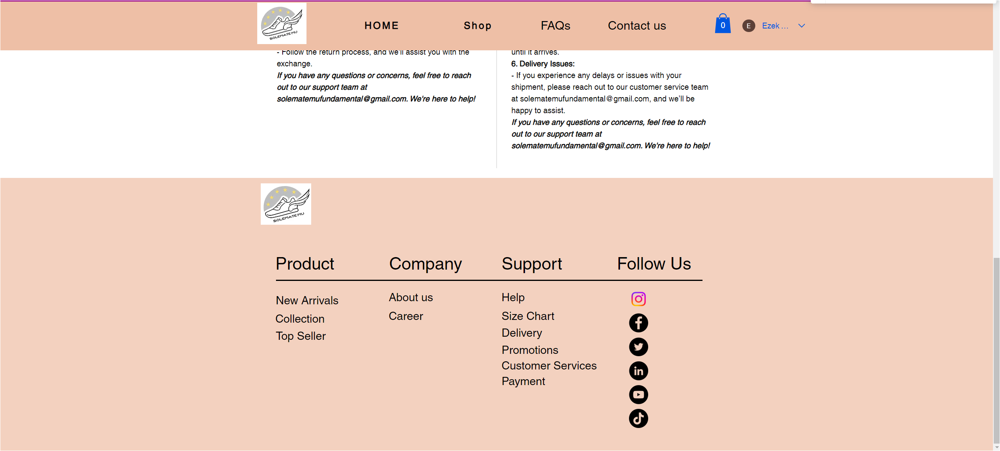 SOLEMATE MU
HOME
Shop
FAQs
Contact us
0
E
Ezek ...
- Follow the return process, and we'll assist you with the
exchange.
If you have any questions or concerns, feel free to reach
out to our support team at
solematemufundamental@gmail.com. We're here to help!
until it arrives.
6. Delivery Issues:
- If you experience any delays or issues with your
shipment, please reach out to our customer service team
at solematemufundamental@gmail.com, and we’ll be
happy to assist.
If you have any questions or concerns, feel free to reach
out to our support team at
solematemufundamental@gmail.com. We're here to help!
SOLEMATE MU
Product
New Arrivals
Collection
Top Seller
Company
About us
Career
Support
Help
Size Chart
Delivery
Promotions
Customer Services
Payment
Follow Us